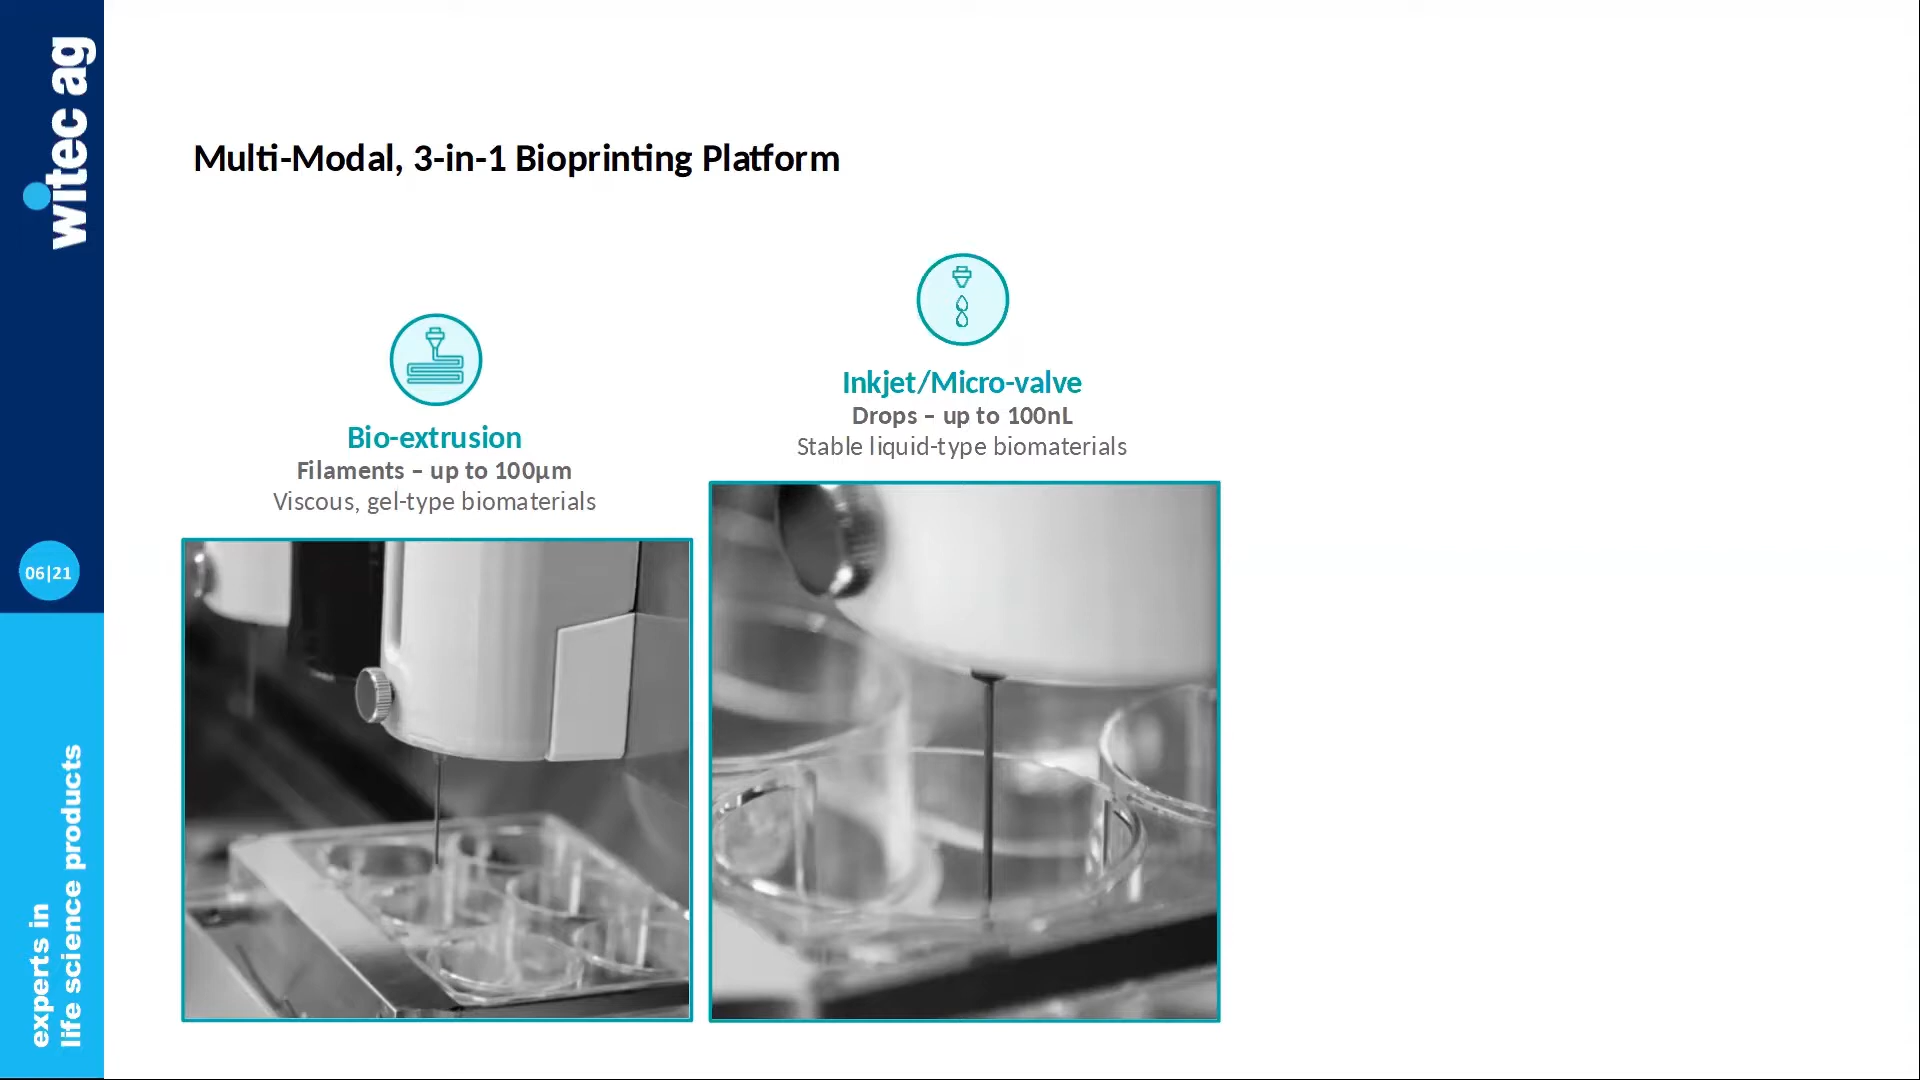 witec ag
Multi-Modal, 3-in-1 Bioprinting Platform
Bio-extrusion
Filaments – up to 100µm
Viscous, gel-type biomaterials
Inkjet/Micro-valve
Drops – up to 100nL
Stable liquid-type biomaterials
06|21
experts in
life science products